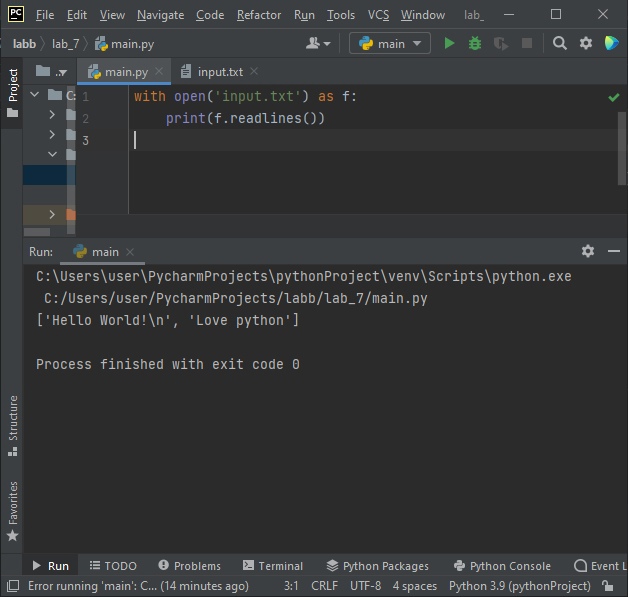 PC File Edit View Navigate Code Refactor Run Tools VCS Window lab_
labb lab_7 main.py main
Project .. main.py input.txt
1 with open('input.txt') as f:
2 print(f.readlines())
3
Run: main
C:\Users\user\PycharmProjects\pythonProject\venv\Scripts\python.exe
C:/Users/user/PycharmProjects/labb/lab_7/main.py
['Hello World!\n', 'Love python']
Process finished with exit code 0
Structure
Favorites
Run TODO Problems Terminal Python Packages Python Console Event L
Error running 'main': C... (14 minutes ago) 3:1 CRLF UTF-8 4 spaces Python 3.9 (pythonProject)